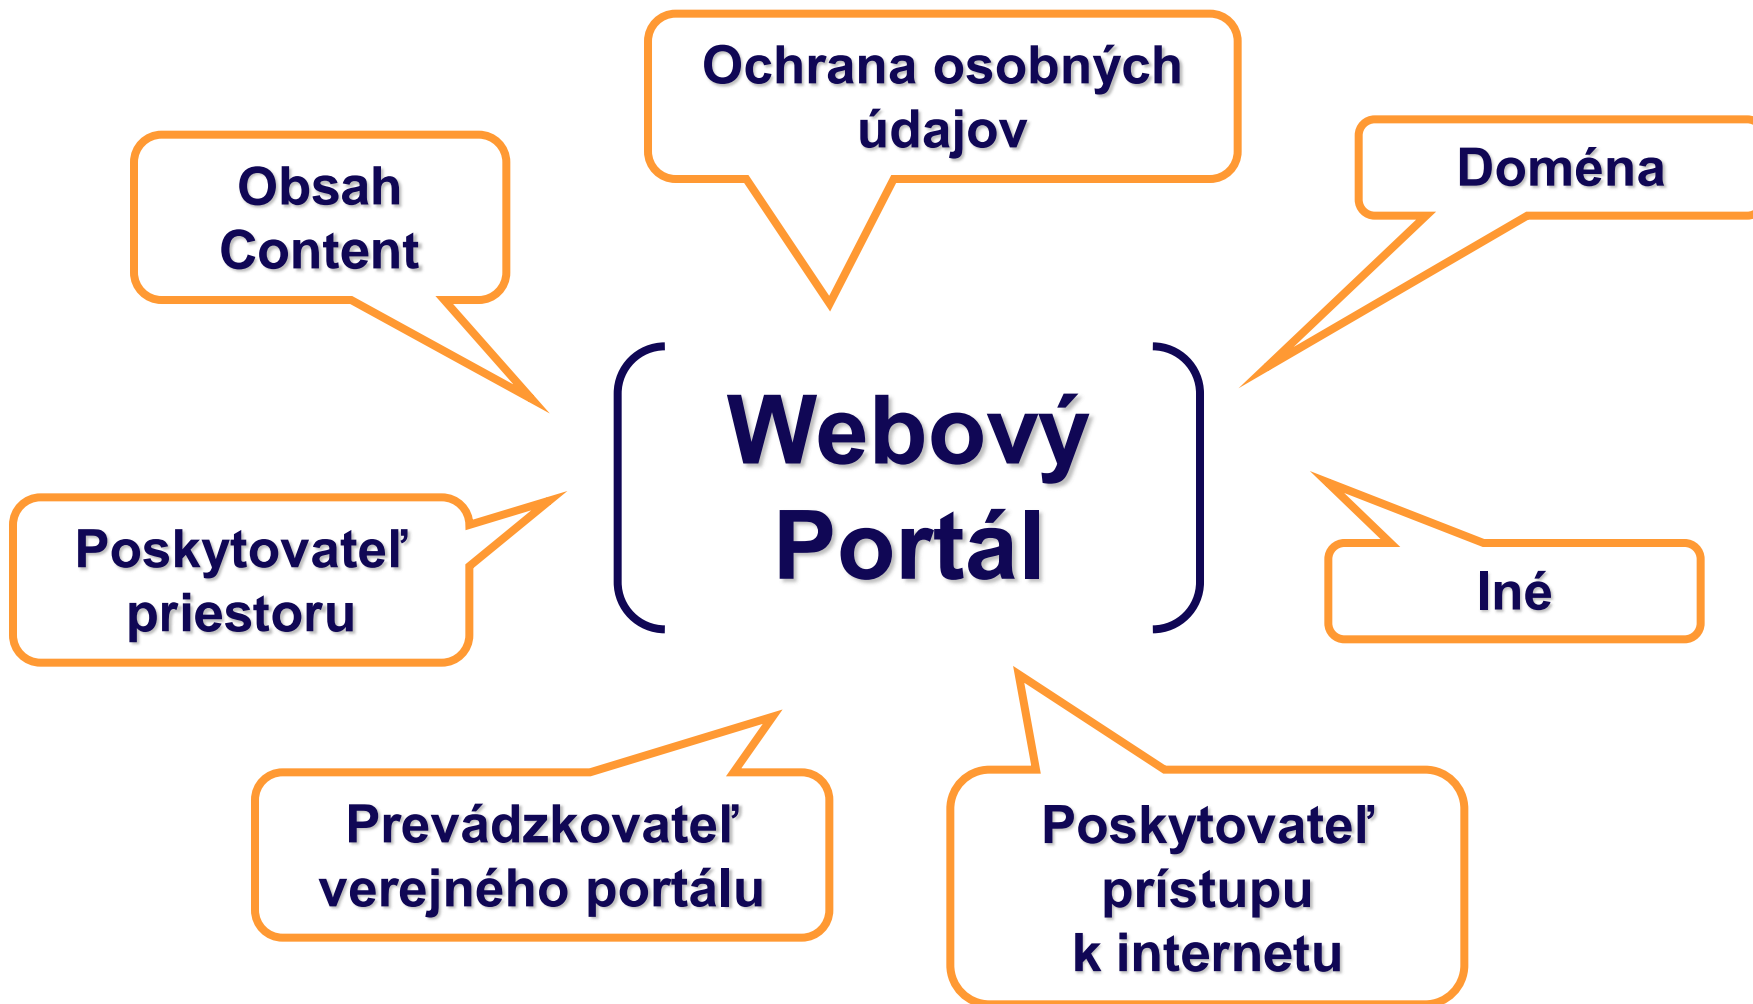 Ochrana osobných
údajov
Obsah
Content
Doména
Webový
Portál
Poskytovateľ
priestoru
Iné
Prevádzkovateľ
verejného portálu
Poskytovateľ
prístupu
k internetu